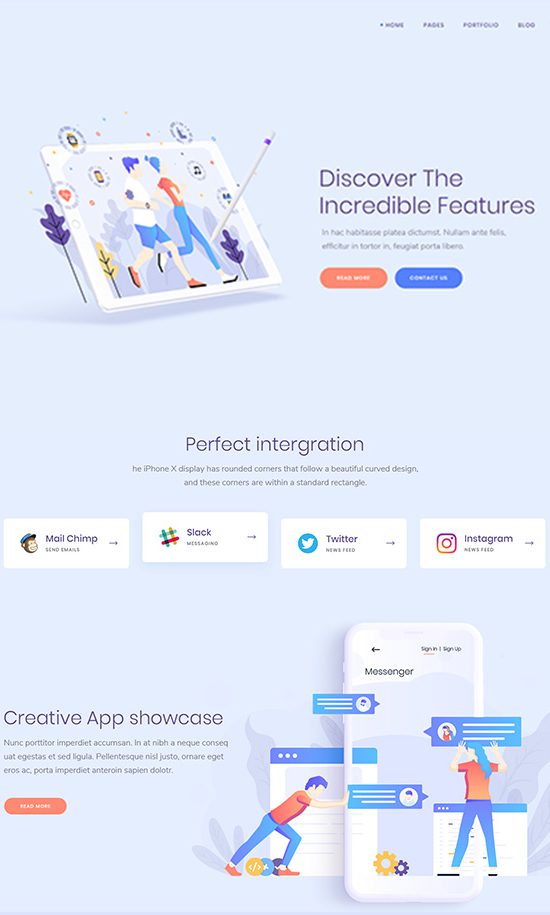 HOME PAGES PORTFOLIO BLOG
Discover The
Incredible Features
In hac habitasse platea dictumst. Nullam ante felis,
efficitur in tortor in, feugiat porta libero.
READ MORE CONTACT US
Perfect intergration
he iPhone X display has rounded corners that follow a beautiful curved design,
and these corners are within a standard rectangle.
Mail Chimp
SEND EMAILS
Slack
MESSAGING
Twitter
NEWS FEED
Instagram
NEWS FEED
Sign In | Sign Up
Messenger
Creative App showcase
Nunc porttitor imperdiet accumsan. In at nibh a neque conseq
uat egestas et sed ligula. Pellentesque nisl justo, ornare eget
eros ac, porta imperdiet anteroin sapien dolotr.
READ MORE